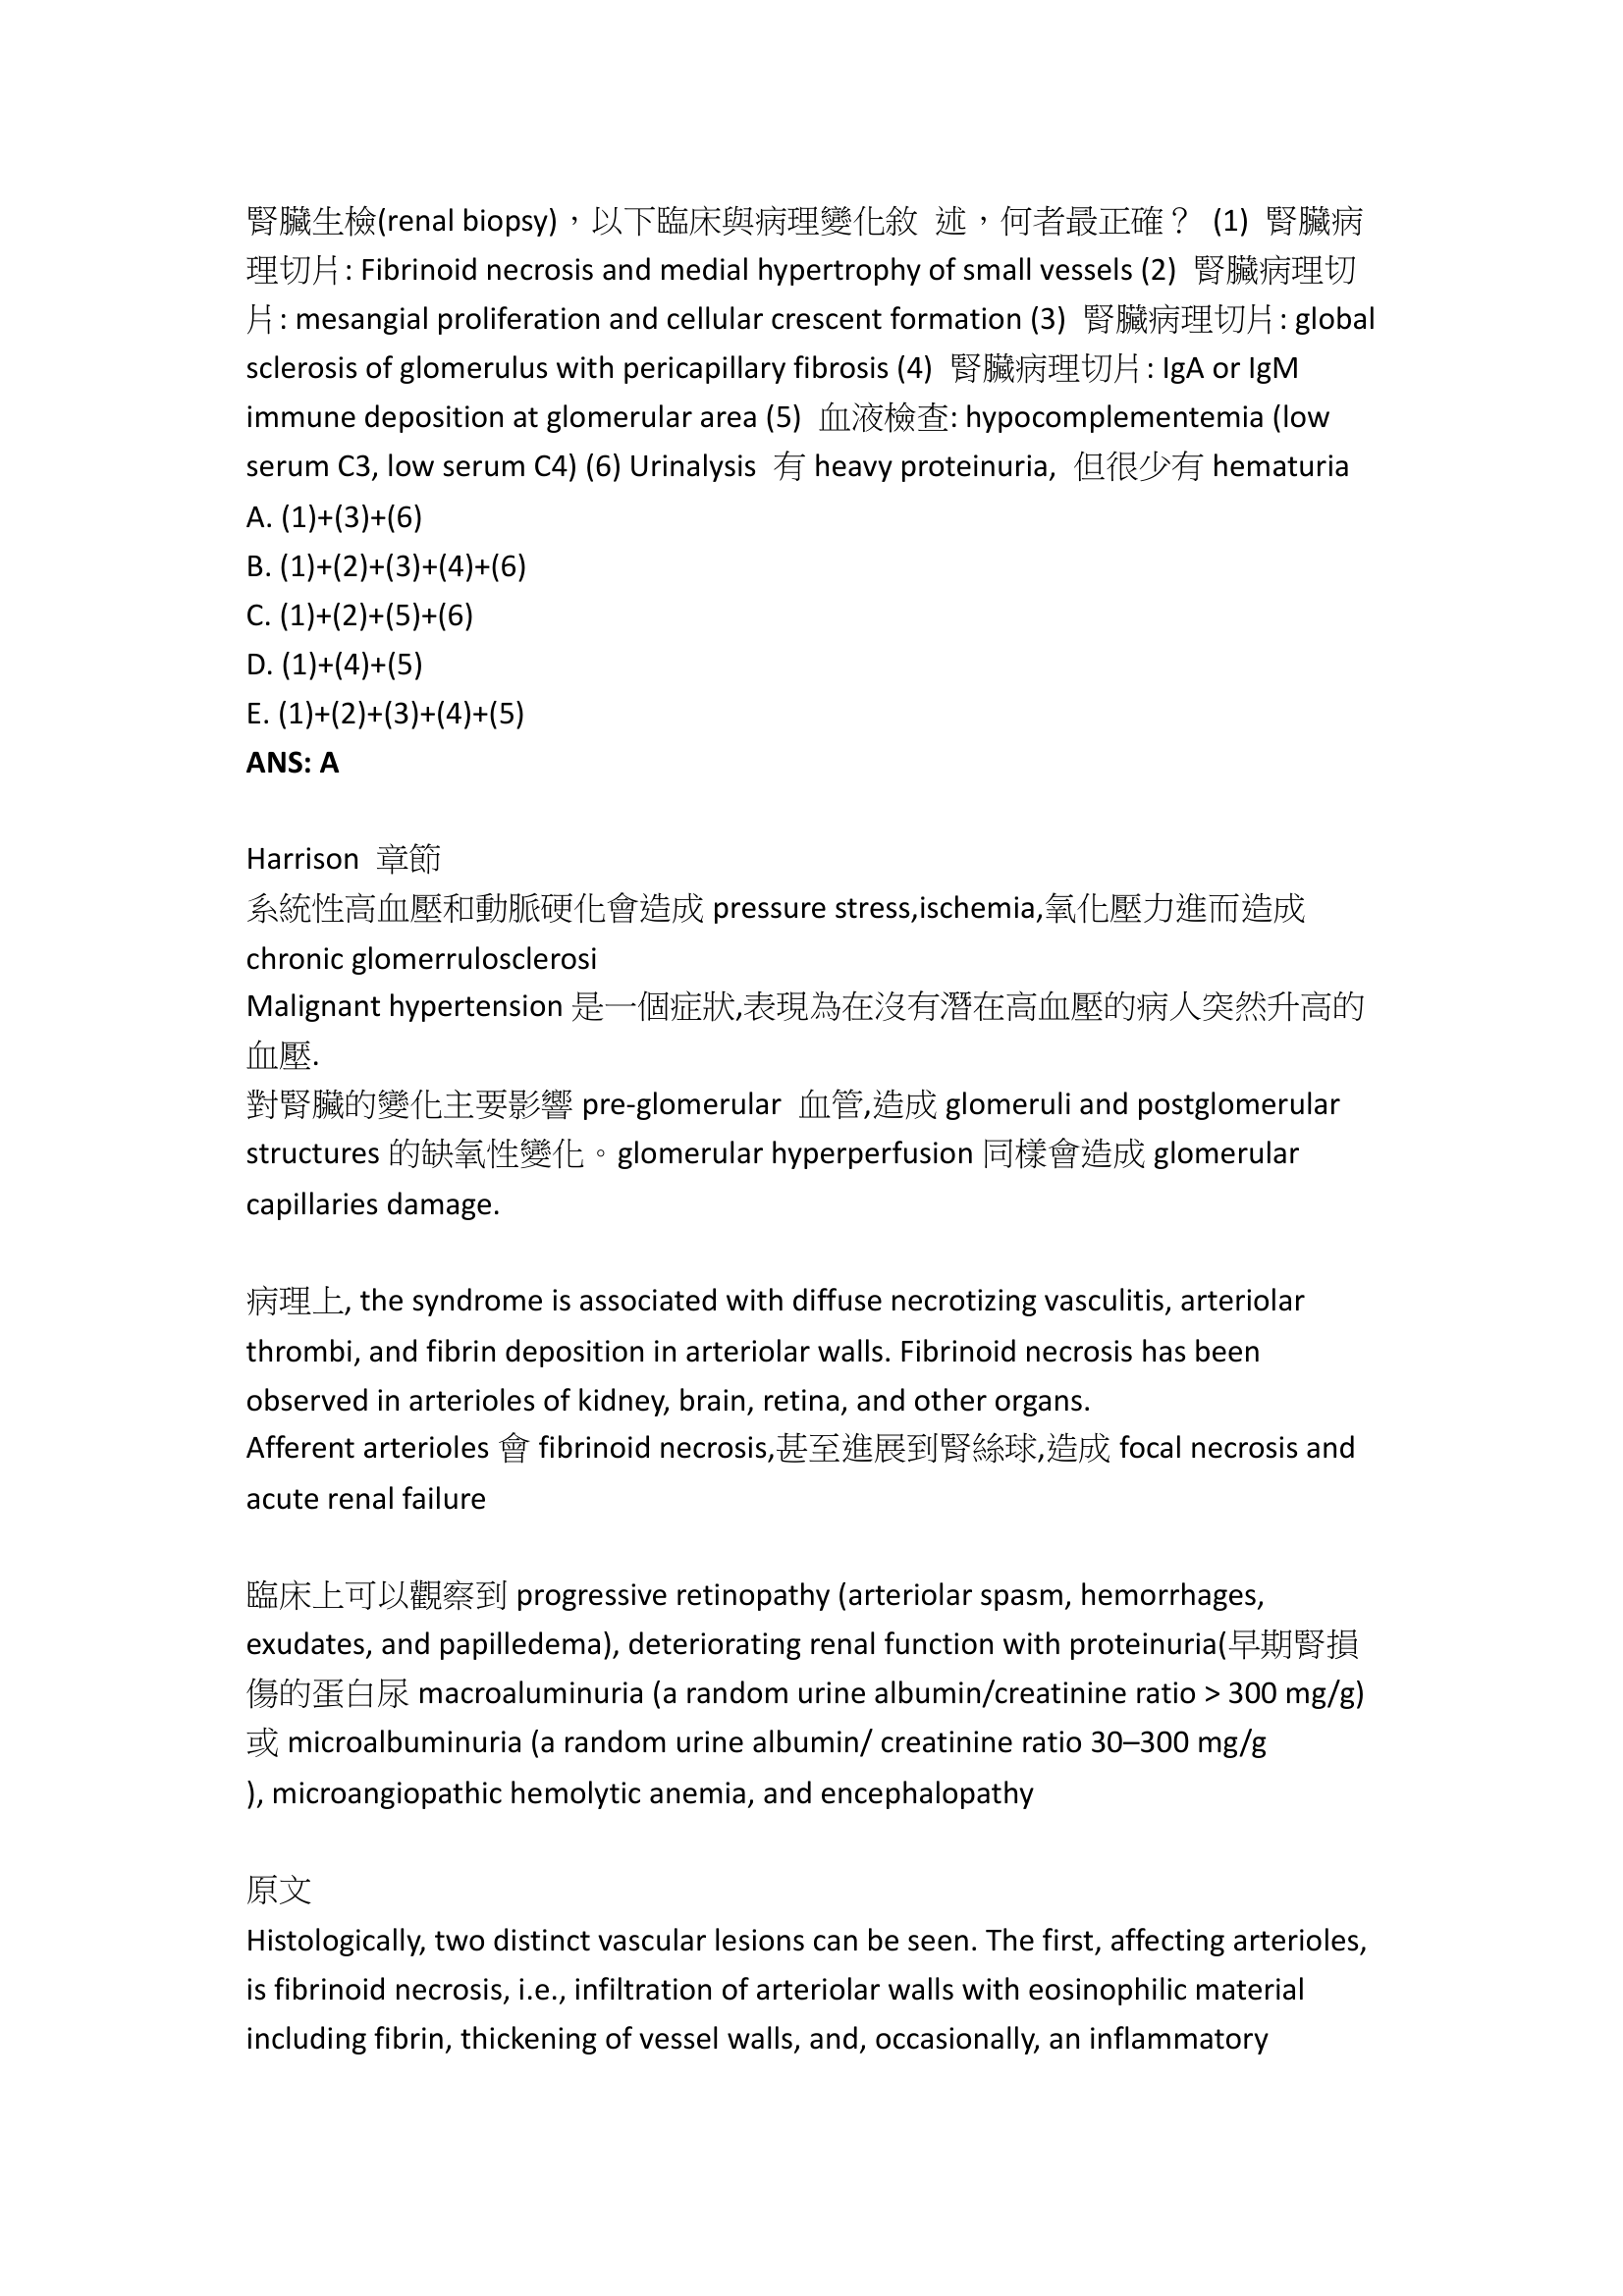 腎臟生檢(renal biopsy)，以下臨床與病理變化敘 述，何者最正確？ (1) 腎臟病
理切片: Fibrinoid necrosis and medial hypertrophy of small vessels (2) 腎臟病理切
片: mesangial proliferation and cellular crescent formation (3) 腎臟病理切片: global
sclerosis of glomerulus with pericapillary fibrosis (4) 腎臟病理切片: IgA or IgM
immune deposition at glomerular area (5) 血液檢查: hypocomplementemia (low
serum C3, low serum C4) (6) Urinalysis 有 heavy proteinuria, 但很少有 hematuria
A. (1)+(3)+(6)
B. (1)+(2)+(3)+(4)+(6)
C. (1)+(2)+(5)+(6)
D. (1)+(4)+(5)
E. (1)+(2)+(3)+(4)+(5)
ANS: A
Harrison 章節
系統性高血壓和動脈硬化會造成 pressure stress,ischemia,氧化壓力進而造成
chronic glomerrulosclerosi
Malignant hypertension 是一個症狀,表現為在沒有潛在高血壓的病人突然升高的
血壓.
對腎臟的變化主要影響 pre-glomerular 血管,造成 glomeruli and postglomerular
structures 的缺氧性變化。glomerular hyperperfusion 同樣會造成 glomerular
capillaries damage.
病理上, the syndrome is associated with diffuse necrotizing vasculitis, arteriolar
thrombi, and fibrin deposition in arteriolar walls. Fibrinoid necrosis has been
observed in arterioles of kidney, brain, retina, and other organs.
Afferent arterioles 會 fibrinoid necrosis,甚至進展到腎絲球,造成 focal necrosis and
acute renal failure
臨床上可以觀察到 progressive retinopathy (arteriolar spasm, hemorrhages,
exudates, and papilledema), deteriorating renal function with proteinuria(早期腎損
傷的蛋白尿 macroaluminuria (a random urine albumin/creatinine ratio > 300 mg/g)
或 microalbuminuria (a random urine albumin/ creatinine ratio 30–300 mg/g
), microangiopathic hemolytic anemia, and encephalopathy
原文
Histologically, two distinct vascular lesions can be seen. The first, affecting arterioles,
is fibrinoid necrosis, i.e., infiltration of arteriolar walls with eosinophilic material
including fibrin, thickening of vessel walls, and, occasionally, an inflammatory